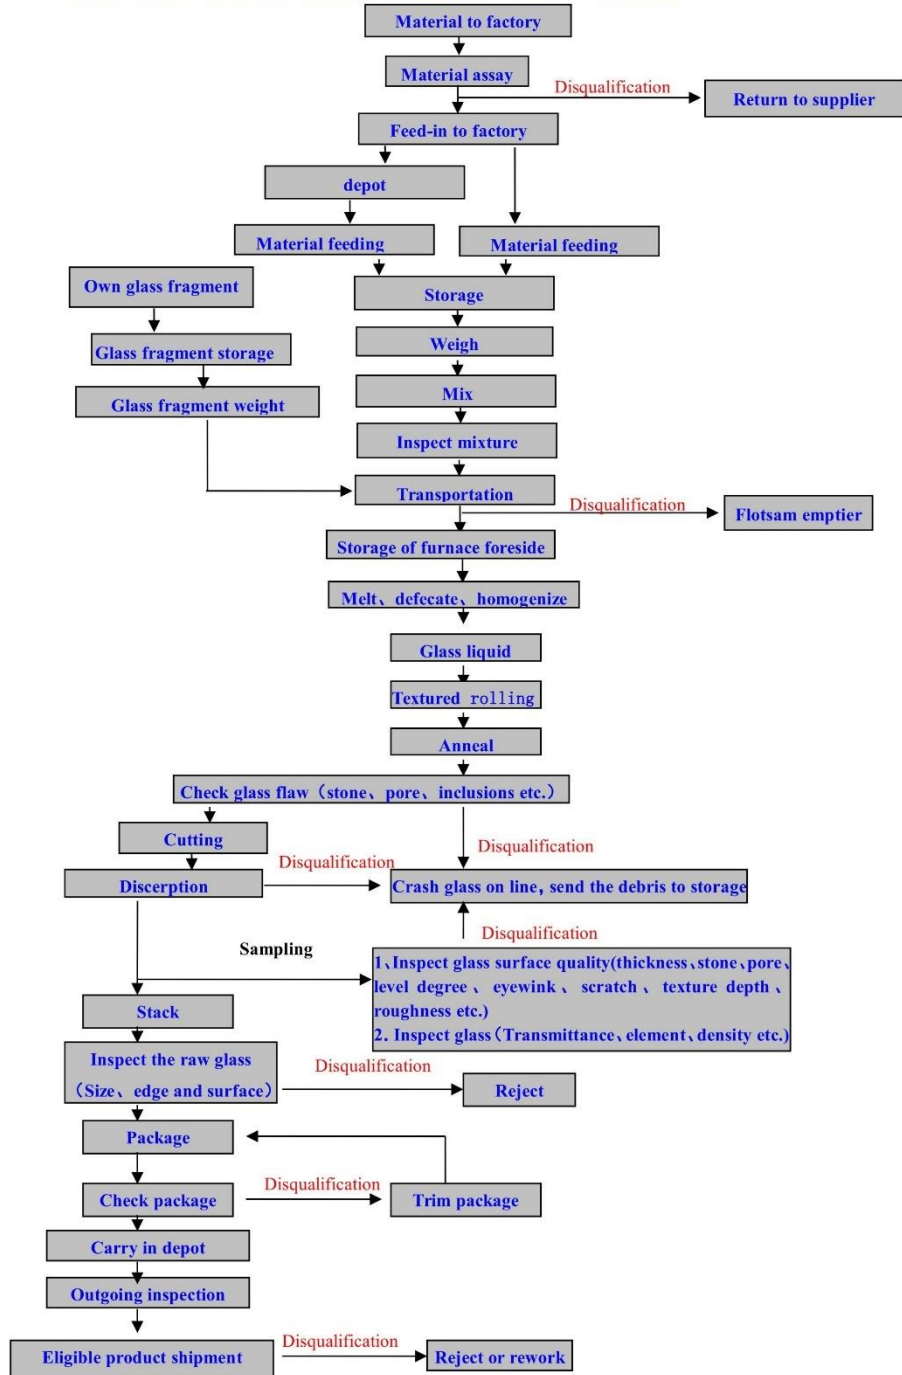 Material to factory
Material assay
Disqualification
Return to supplier
Feed-in to factory
depot
Material feeding
Material feeding
Own glass fragment
Storage
Glass fragment storage
Weigh
Glass fragment weight
Mix
Inspect mixture
Transportation
Disqualification
Flotsam emptier
Storage of furnace foreside
Melt、defecate、homogenize
Glass liquid
Textured rolling
Anneal
Check glass flaw（stone、pore、inclusions etc.）
Cutting
Disqualification
Disqualification
Discerption
Crash glass on line, send the debris to storage
Disqualification
Sampling
1、Inspect glass surface quality(thickness、stone、pore、
level degree、eyewink、scratch、texture depth、
roughness etc.)
2. Inspect glass（Transmittance、element、density etc.)
Stack
Inspect the raw glass
（Size、edge and surface）
Disqualification
Reject
Package
Check package
Disqualification
Trim package
Carry in depot
Outgoing inspection
Eligible product shipment
Disqualification
Reject or rework